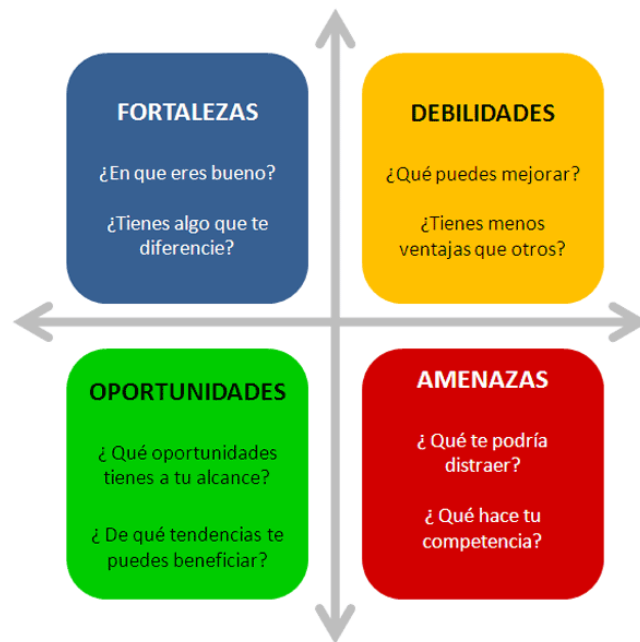 FORTALEZAS
¿En que eres bueno?
¿Tienes algo que te
diferencie?
DEBILIDADES
¿Qué puedes mejorar?
¿Tienes menos
ventajas que otros?
OPORTUNIDADES
¿ Qué oportunidades
tienes a tu alcance?
¿ De qué tendencias te
puedes beneficiar?
AMENAZAS
¿ Qué te podría
distraer?
¿ Qué hace tu
competencia?